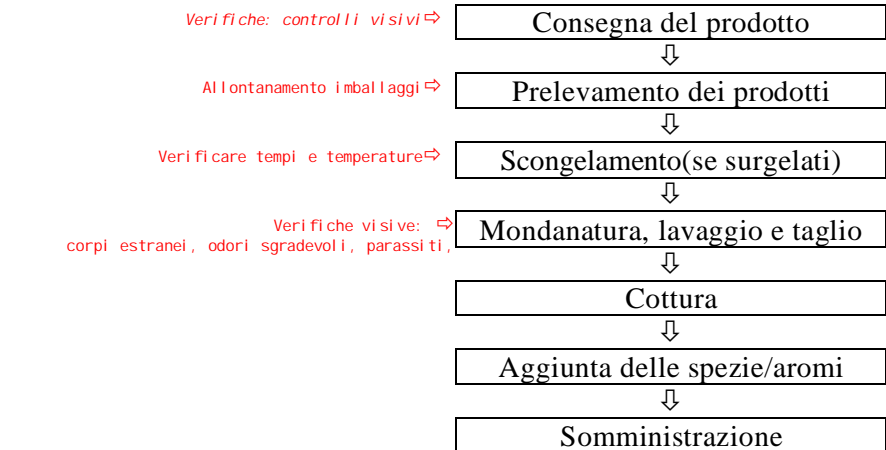 Verifiche: controlli visivi⇨ Consegna del prodotto
Allontanamento imballaggi⇨ Prelevamento dei prodotti
Verificare tempi e temperature⇨ Scongelamento(se surgelati)
Verifiche visive: ⇨
corpi estranei, odori sgradevoli, parassiti,
Mondanatura, lavaggio e taglio
Cottura
Aggiunta delle spezie/aromi
Somministrazione